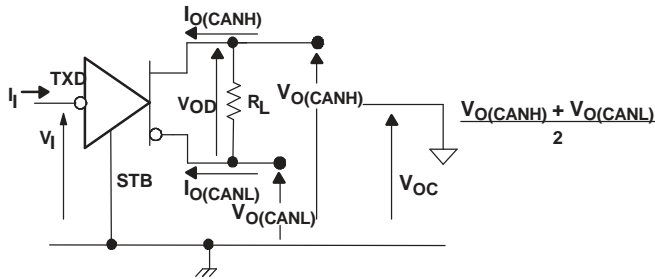 I_O(CANH)
TXD
I_I
V_I
STB
V_OD
R_L
V_O(CANH)
I_O(CANL)
V_O(CANL)
V_OC
V_O(CANH) + V_O(CANL)
2